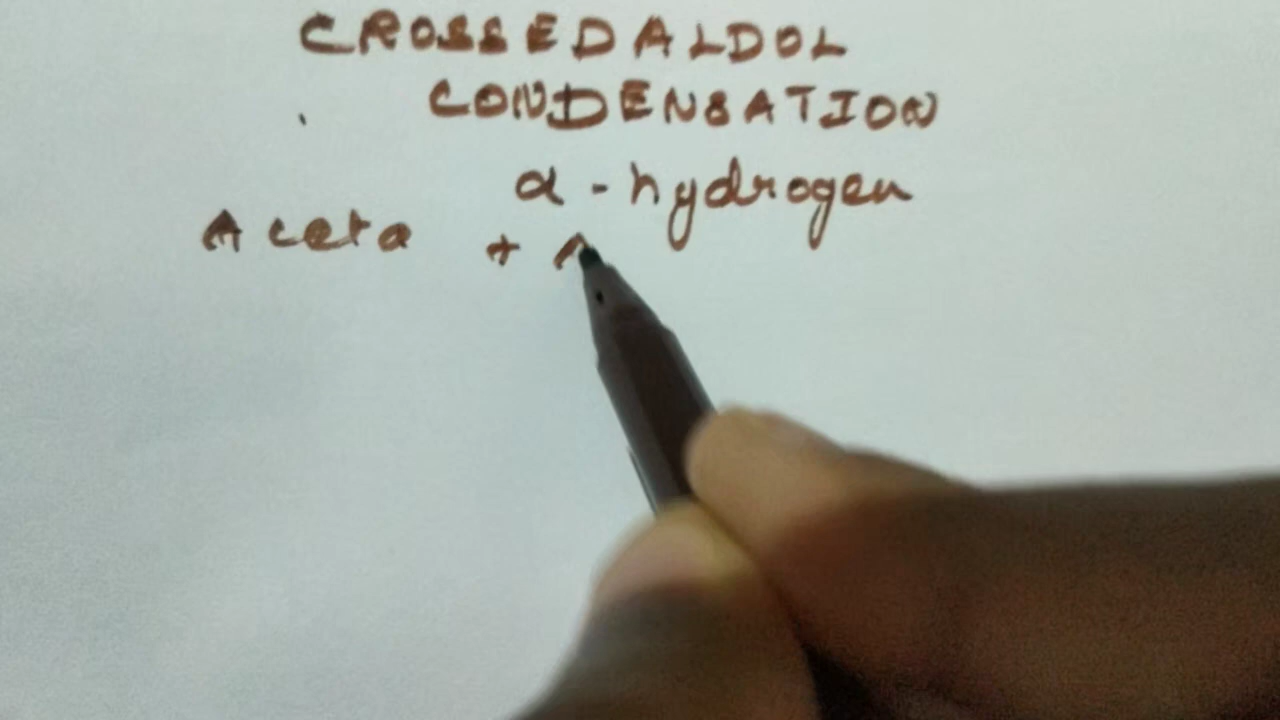 CROSSED ALDOL
CONDENSATION
α - hydrogen
Aceta +